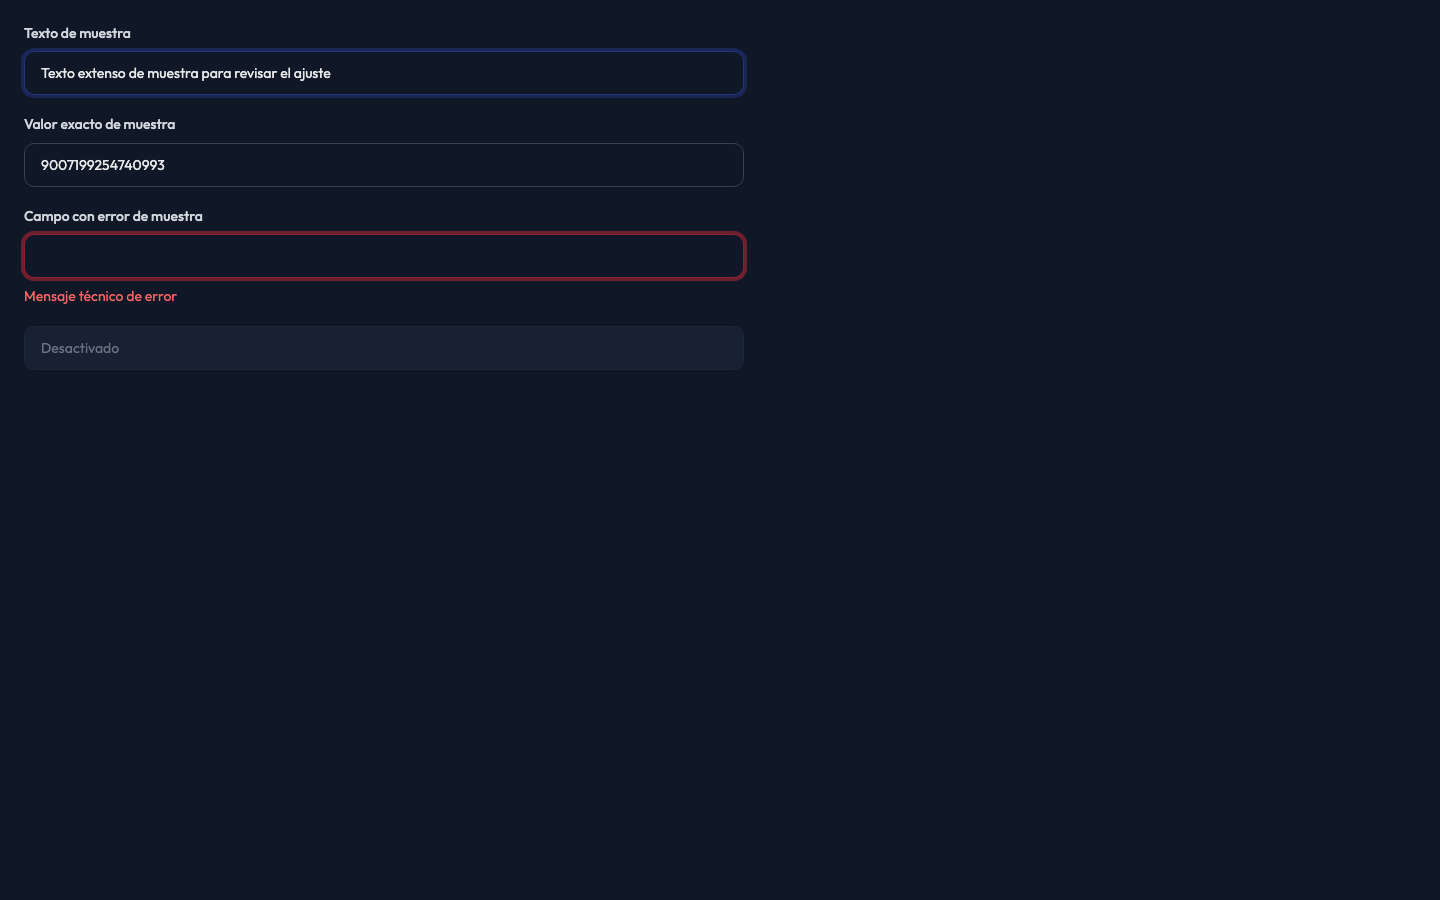 Texto de muestra
Texto extenso de muestra para revisar el ajuste
Valor exacto de muestra
9007199254740993
Campo con error de muestra
Mensaje técnico de error
Desactivado